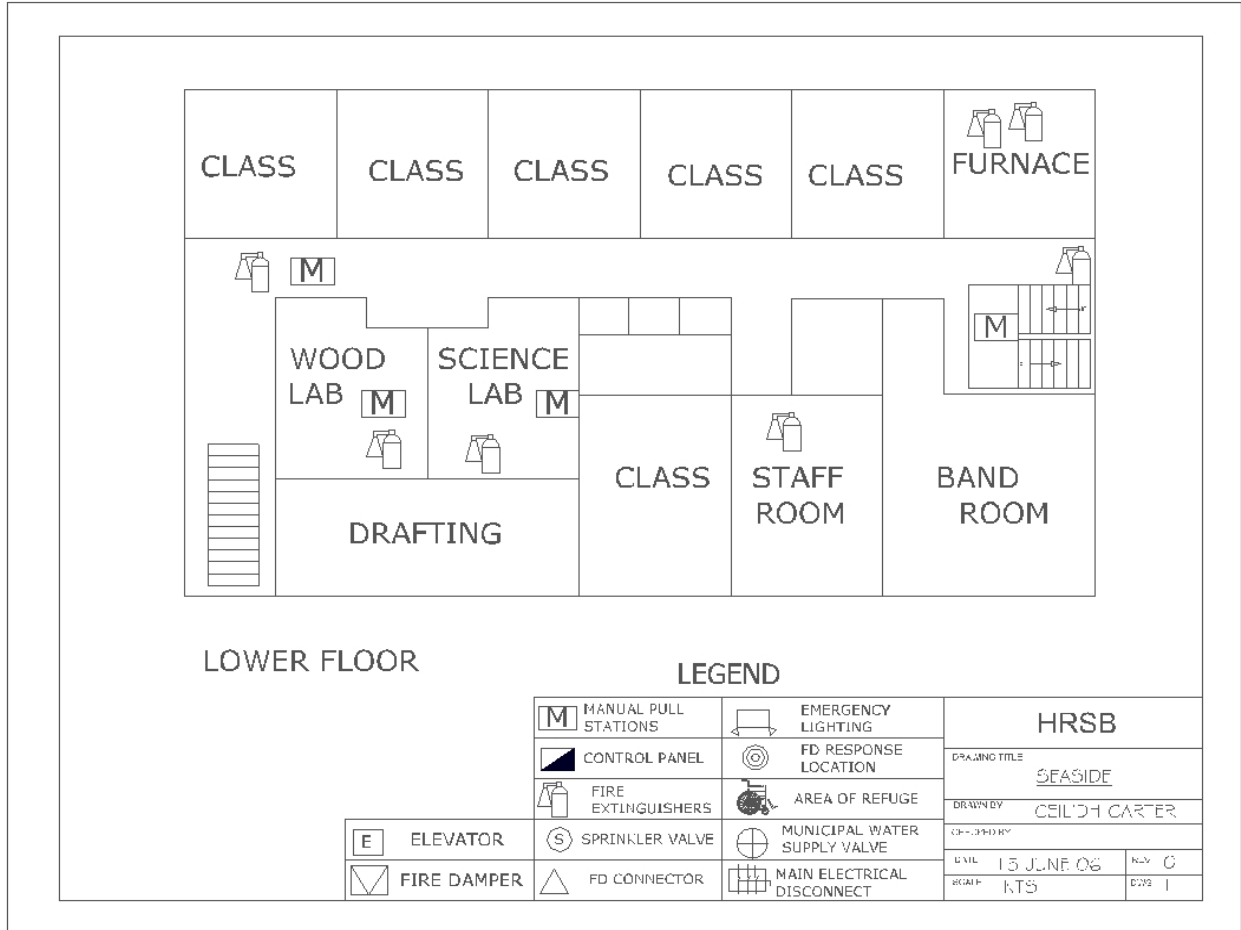 CLASS
CLASS
CLASS
CLASS
CLASS
FURNACE
M
M
WOOD
LAB
M
SCIENCE
LAB
M
CLASS
STAFF
ROOM
BAND
ROOM
DRAFTING
LOWER FLOOR
LEGEND
M MANUAL PULL
STATIONS
EMERGENCY
LIGHTING
CONTROL PANEL
FD RESPONSE
LOCATION
FIRE
EXTINGUISHERS
AREA OF REFUGE
E ELEVATOR
S SPRINKLER VALVE
MUNICIPAL WATER
SUPPLY VALVE
FIRE DAMPER
FD CONNECTOR
MAIN ELECTRICAL
DISCONNECT
HRSB
DRAWING TITLE
SEASIDE
DRAWN BY
CEILIDH CARTER
CHECKED BY
DATE 13 JUNE 06
REV 0
SCALE NTS
DWG 1